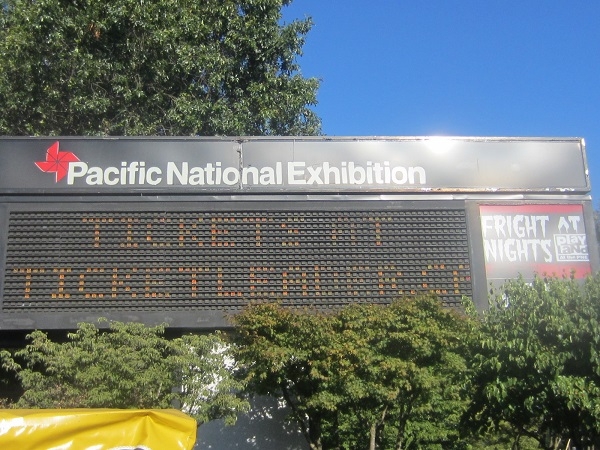 Pacific National Exhibition
TICKETS AT
FRIGHT
NIGHTS
AT